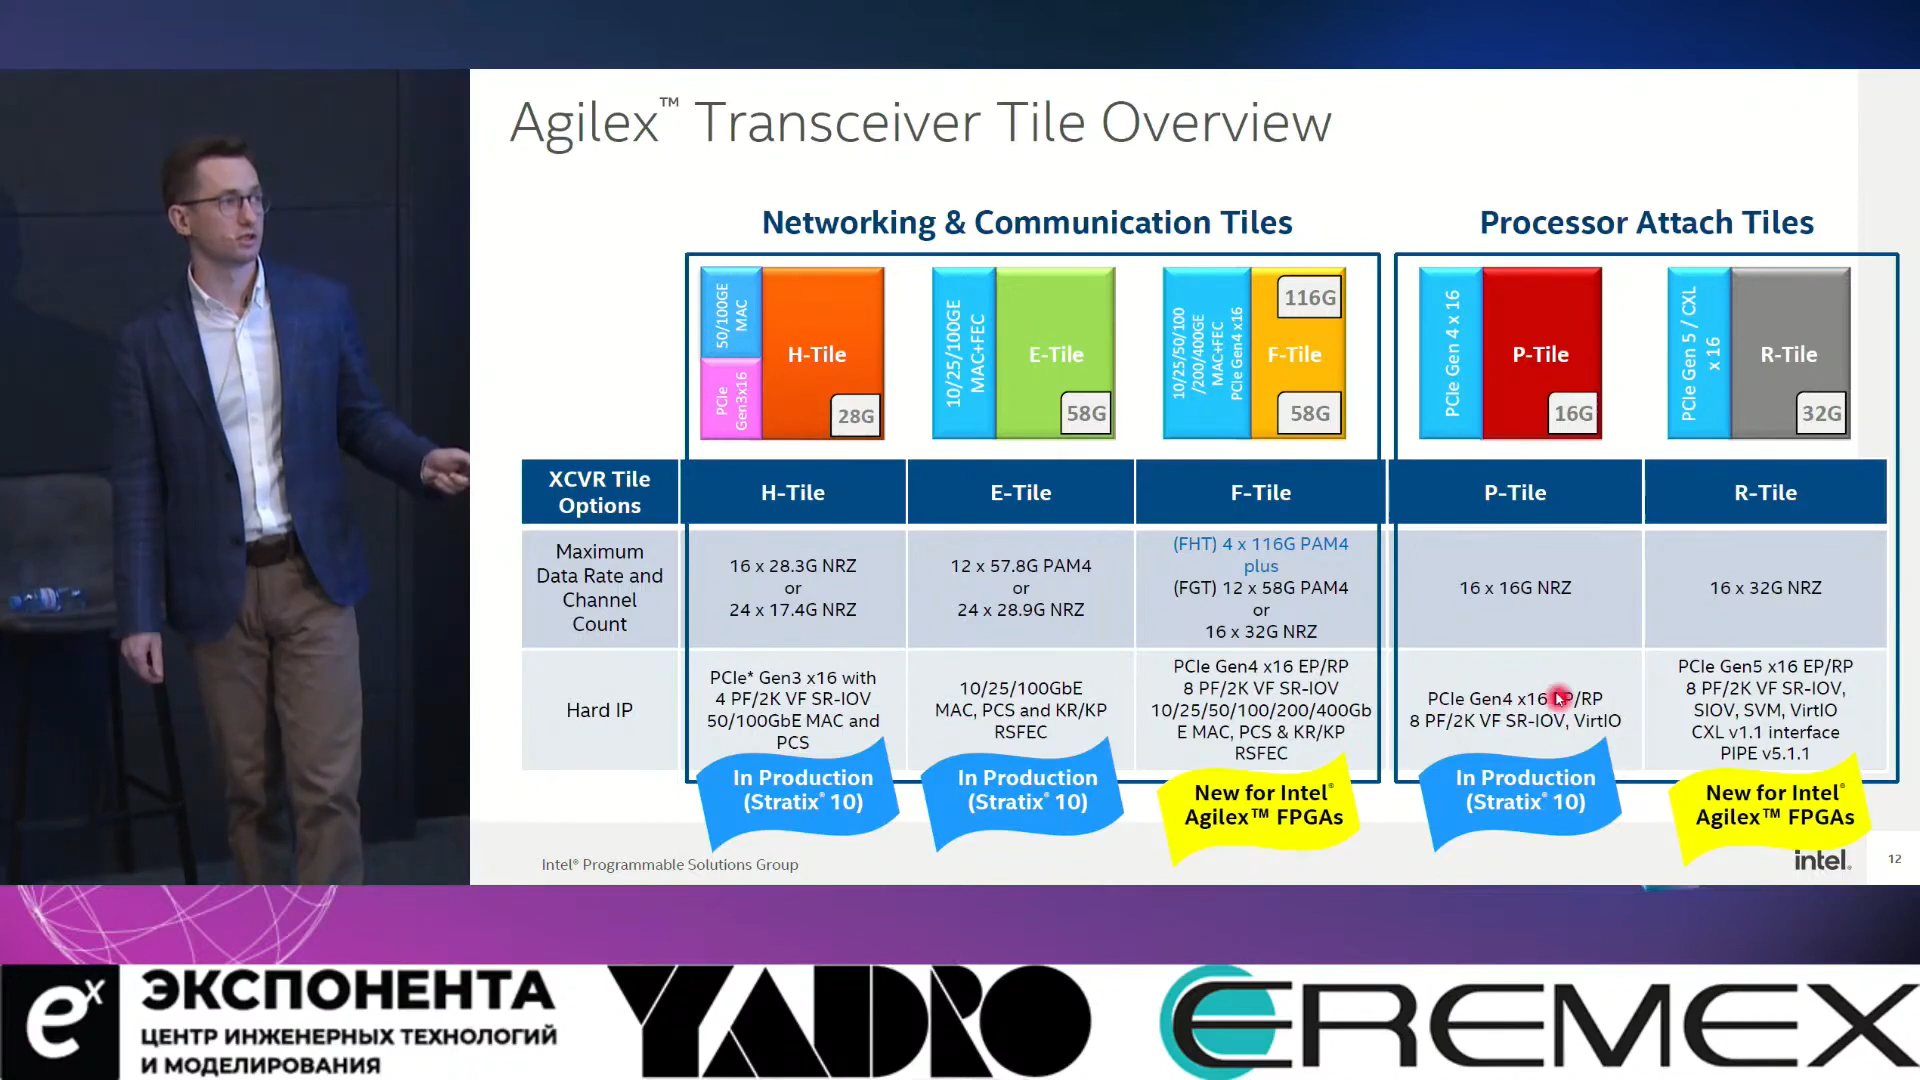 Agilex™ Transceiver Tile Overview
Networking & Communication Tiles
Processor Attach Tiles
50/100GE
MAC
PCIe
Gen3x16
H-Tile
28G
10/25/100GE
MAC+FEC
E-Tile
58G
10/25/50/100
/200/400GE
MAC+FEC
PCIe Gen4 x16
116G
F-Tile
58G
PCIe Gen 4 x 16
P-Tile
16G
PCIe Gen 5 / CXL
x 16
R-Tile
32G
XCVR Tile
Options
H-Tile
E-Tile
F-Tile
P-Tile
R-Tile
Maximum
Data Rate and
Channel
Count
16 x 28.3G NRZ
or
24 x 17.4G NRZ
12 x 57.8G PAM4
or
24 x 28.9G NRZ
(FHT) 4 x 116G PAM4
plus
(FGT) 12 x 58G PAM4
or
16 x 32G NRZ
16 x 16G NRZ
16 x 32G NRZ
Hard IP
PCIe* Gen3 x16 with
4 PF/2K VF SR-IOV
50/100GbE MAC and
PCS
10/25/100GbE
MAC, PCS and KR/KP
RSFEC
PCIe Gen4 x16 EP/RP
8 PF/2K VF SR-IOV
10/25/50/100/200/400Gb
E MAC, PCS & KR/KP
RSFEC
PCIe Gen4 x16 EP/RP
8 PF/2K VF SR-IOV, VirtIO
PCIe Gen5 x16 EP/RP
8 PF/2K VF SR-IOV,
SIOV, SVM, VirtIO
CXL v1.1 interface
PIPE v5.1.1
In Production
(Stratix® 10)
In Production
(Stratix® 10)
New for Intel®
Agilex™ FPGAs
In Production
(Stratix® 10)
New for Intel®
Agilex™ FPGAs
Intel® Programmable Solutions Group
intel.
12
ex
ЭКСПОНЕНТА
ЦЕНТР ИНЖЕНЕРНЫХ ТЕХНОЛОГИЙ
И МОДЕЛИРОВАНИЯ
YADRO
EREMEX